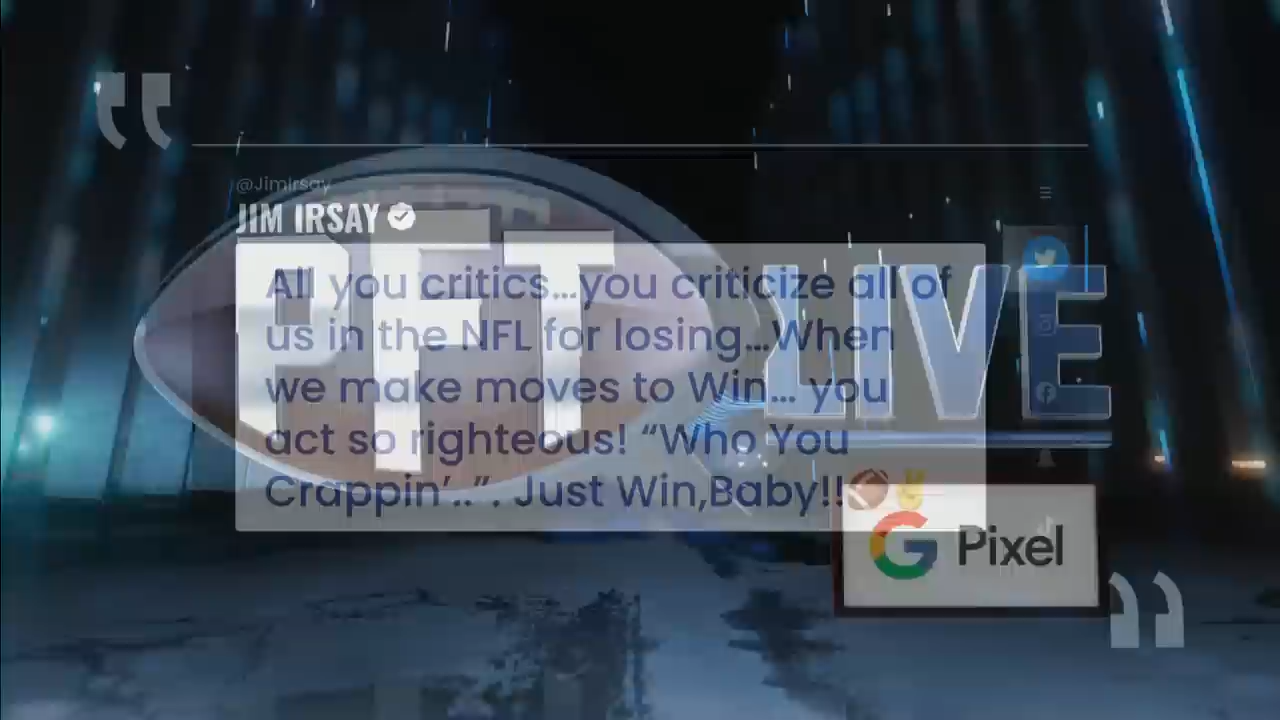 @JimIrsay
JIM IRSAY
PFT LIVE
All you critics...you criticize all of
us in the NFL for losing...When
we make moves to Win... you
act so righteous! “Who You
Crappin’..”. Just Win,Baby!!🏈✌️
G Pixel